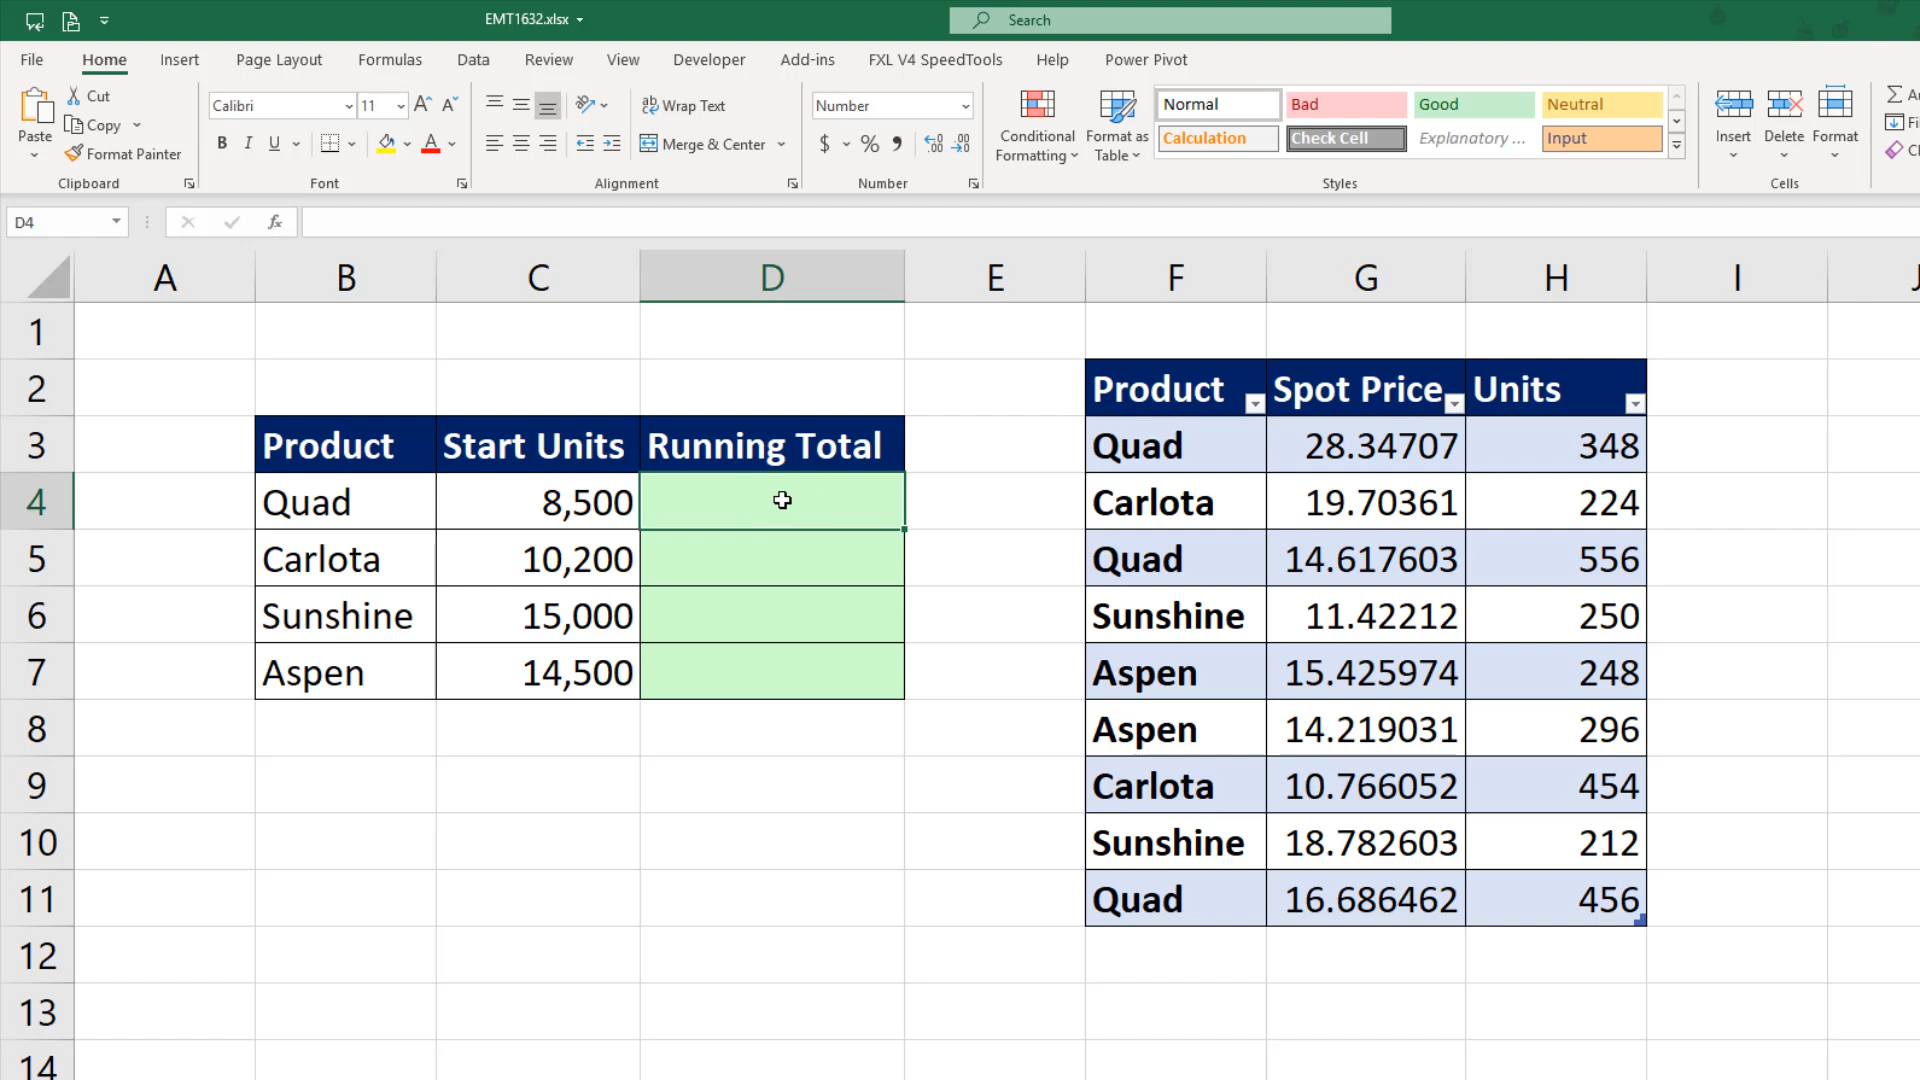 EMT1632.xlsx
Search
File Home Insert Page Layout Formulas Data Review View Developer Add-ins FXL V4 SpeedTools Help Power Pivot
Paste
Cut
Copy
Format Painter
Clipboard
Calibri 11
B I U
Font
Wrap Text
Merge & Center
Alignment
Number
$ %
Number
Conditional Formatting
Format as Table
Normal Bad Good Neutral
Calculation Check Cell Explanatory ... Input
Styles
Insert Delete Format
Cells
D4 fx
A B C D E F G H I J
1
2 Product Spot Price Units
3 Product Start Units Running Total Quad 28.34707 348
4 Quad 8,500 Carlota 19.70361 224
5 Carlota 10,200 Quad 14.617603 556
6 Sunshine 15,000 Sunshine 11.42212 250
7 Aspen 14,500 Aspen 15.425974 248
8 Aspen 14.219031 296
9 Carlota 10.766052 454
10 Sunshine 18.782603 212
11 Quad 16.686462 456
12
13
14